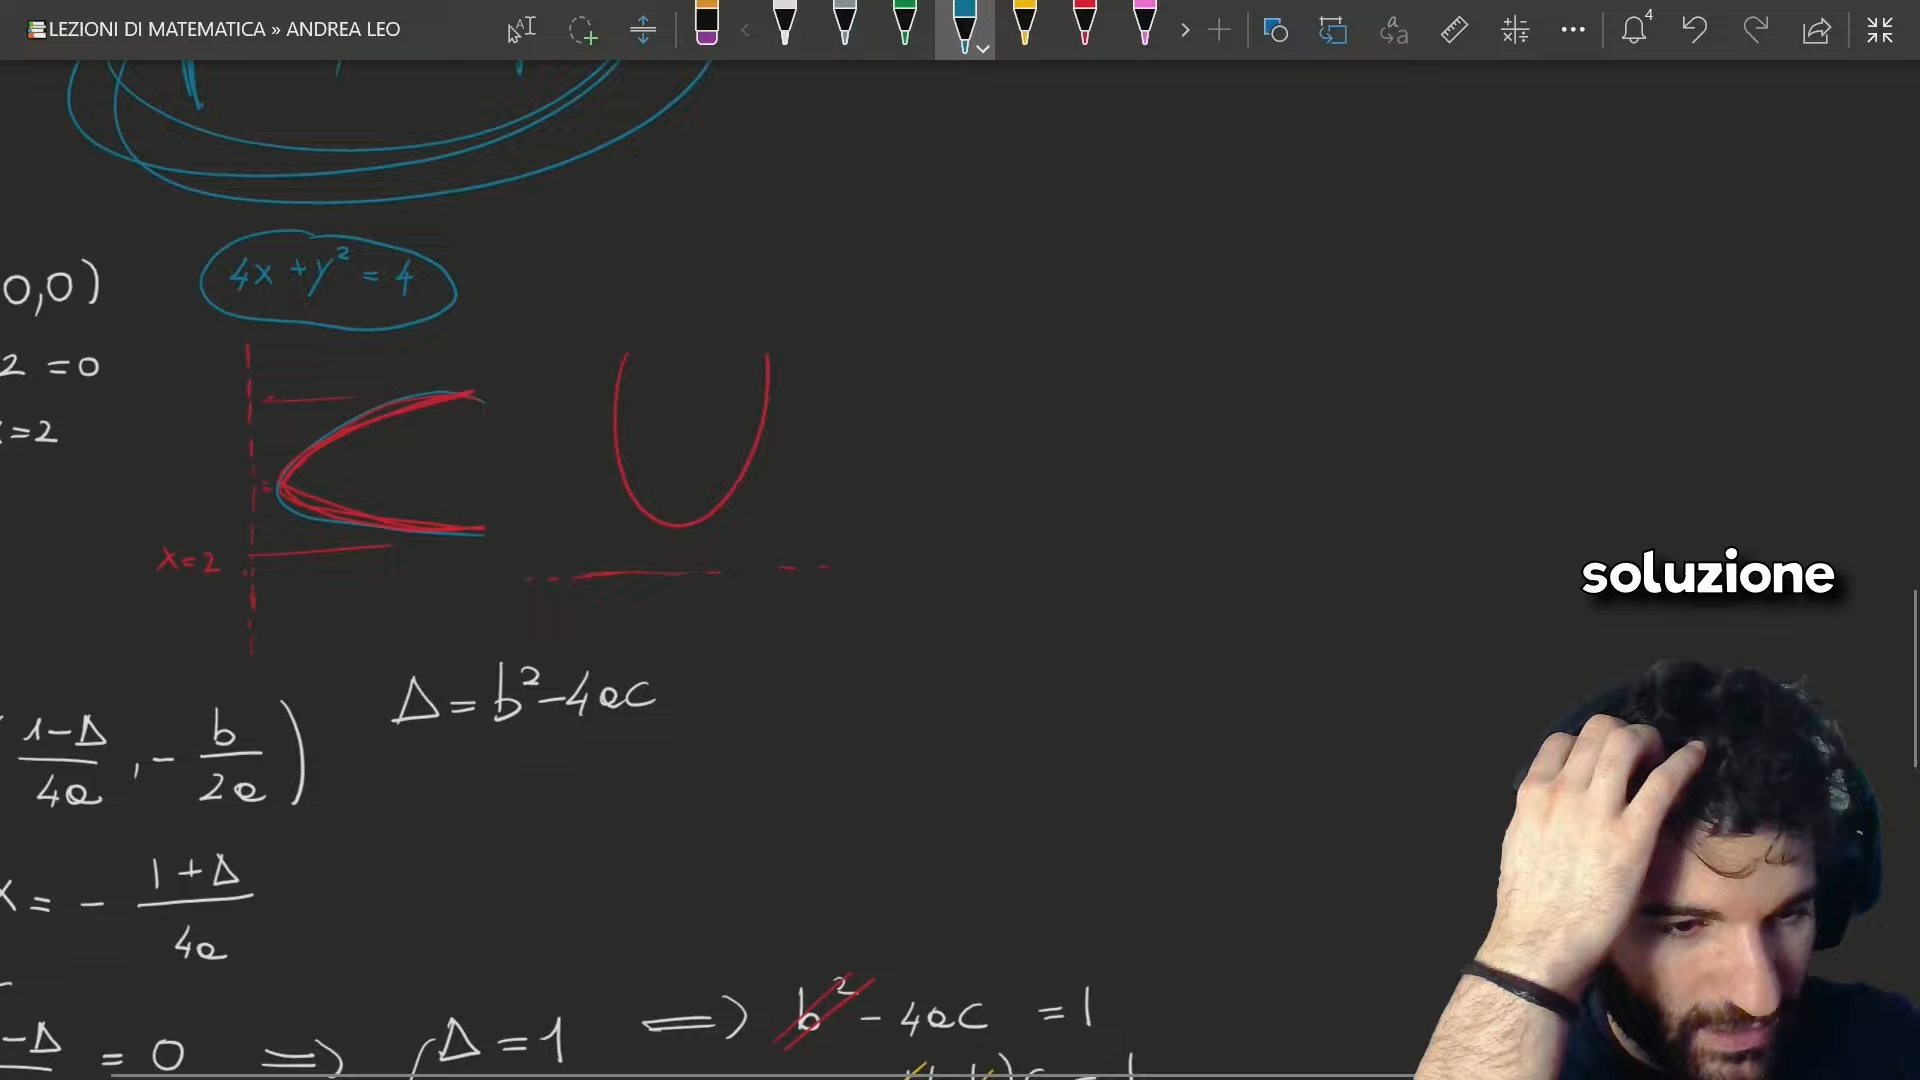 LEZIONI DI MATEMATICA » ANDREA LEO
4
4x + y² = 4
0,0)
2 = 0
=2
x=2
soluzione
Δ = b² - 4ac
1-Δ / 4a , - b / 2a )
x = - 1+Δ / 4a
-Δ = 0 ⇒ Δ = 1 ⇒ b² - 4ac = 1